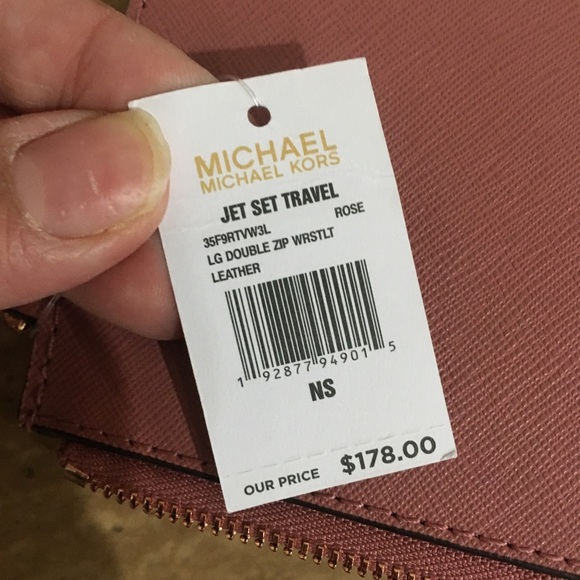 MICHAEL
MICHAEL KORS
JET SET TRAVEL
35F9RTVW3L ROSE
LG DOUBLE ZIP WRSTLT
LEATHER
1 92877 94901 5
NS
OUR PRICE $178.00